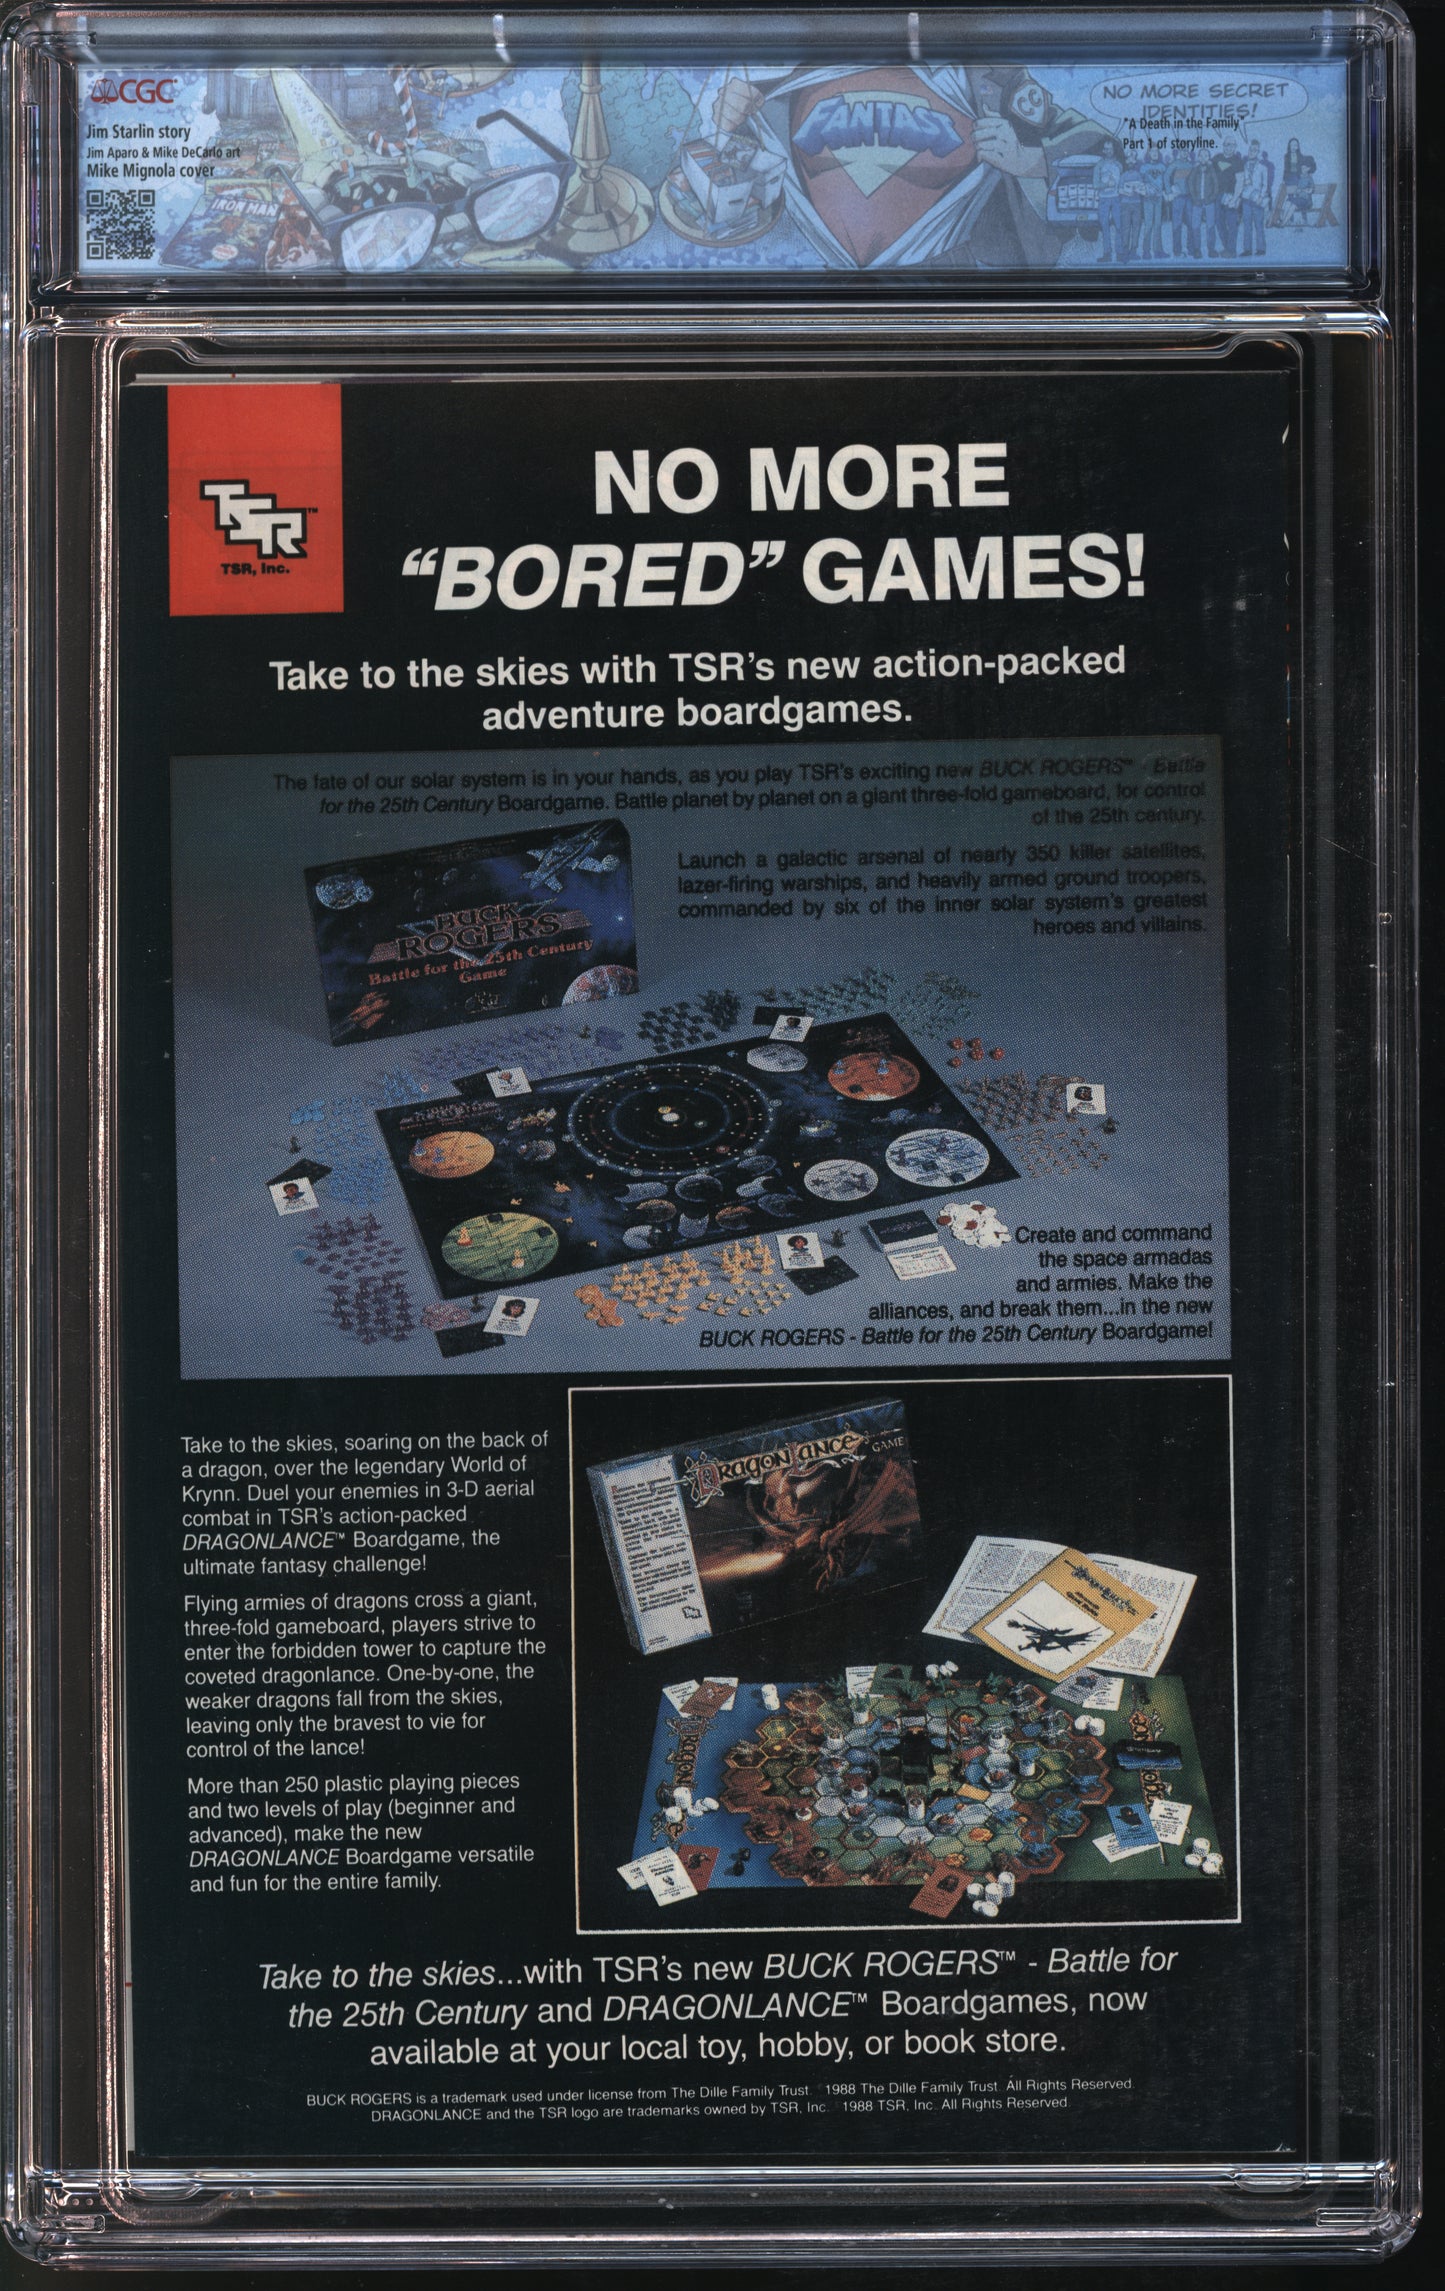 CGC
Jim Starlin story
Jim Aparo & Mike DeCarlo art
Mike Mignola cover
IRON MAN
FANTAST
NO MORE SECRET
IDENTITIES!
"A Death in the Family"
Part 1 of storyline.
TSR™
TSR, Inc.
NO MORE
“BORED” GAMES!
Take to the skies with TSR’s new action-packed
adventure boardgames.
The fate of our solar system is in your hands, as you play TSR's exciting new BUCK ROGERS™ - Battle
for the 25th Century Boardgame. Battle planet by planet on a giant three-fold gameboard, for control
of the 25th century.
Launch a galactic arsenal of nearly 350 killer satellites,
lazer-firing warships, and heavily armed ground troopers,
commanded by six of the inner solar system's greatest
heroes and villains.
BUCK
ROGERS
Battle for the 25th Century
Game
Create and command
the space armadas
and armies. Make the
alliances, and break them...in the new
BUCK ROGERS - Battle for the 25th Century Boardgame!
Take to the skies, soaring on the back of
a dragon, over the legendary World of
Krynn. Duel your enemies in 3-D aerial
combat in TSR's action-packed
DRAGONLANCE™ Boardgame, the
ultimate fantasy challenge!
Flying armies of dragons cross a giant,
three-fold gameboard, players strive to
enter the forbidden tower to capture the
coveted dragonlance. One-by-one, the
weaker dragons fall from the skies,
leaving only the bravest to vie for
control of the lance!
More than 250 plastic playing pieces
and two levels of play (beginner and
advanced), make the new
DRAGONLANCE Boardgame versatile
and fun for the entire family.
DRAGONLANCE GAME
Take to the skies...with TSR's new BUCK ROGERS™ - Battle for
the 25th Century and DRAGONLANCE™ Boardgames, now
available at your local toy, hobby, or book store.
BUCK ROGERS is a trademark used under license from The Dille Family Trust. 1988 The Dille Family Trust. All Rights Reserved.
DRAGONLANCE and the TSR logo are trademarks owned by TSR, Inc. 1988 TSR, Inc. All Rights Reserved